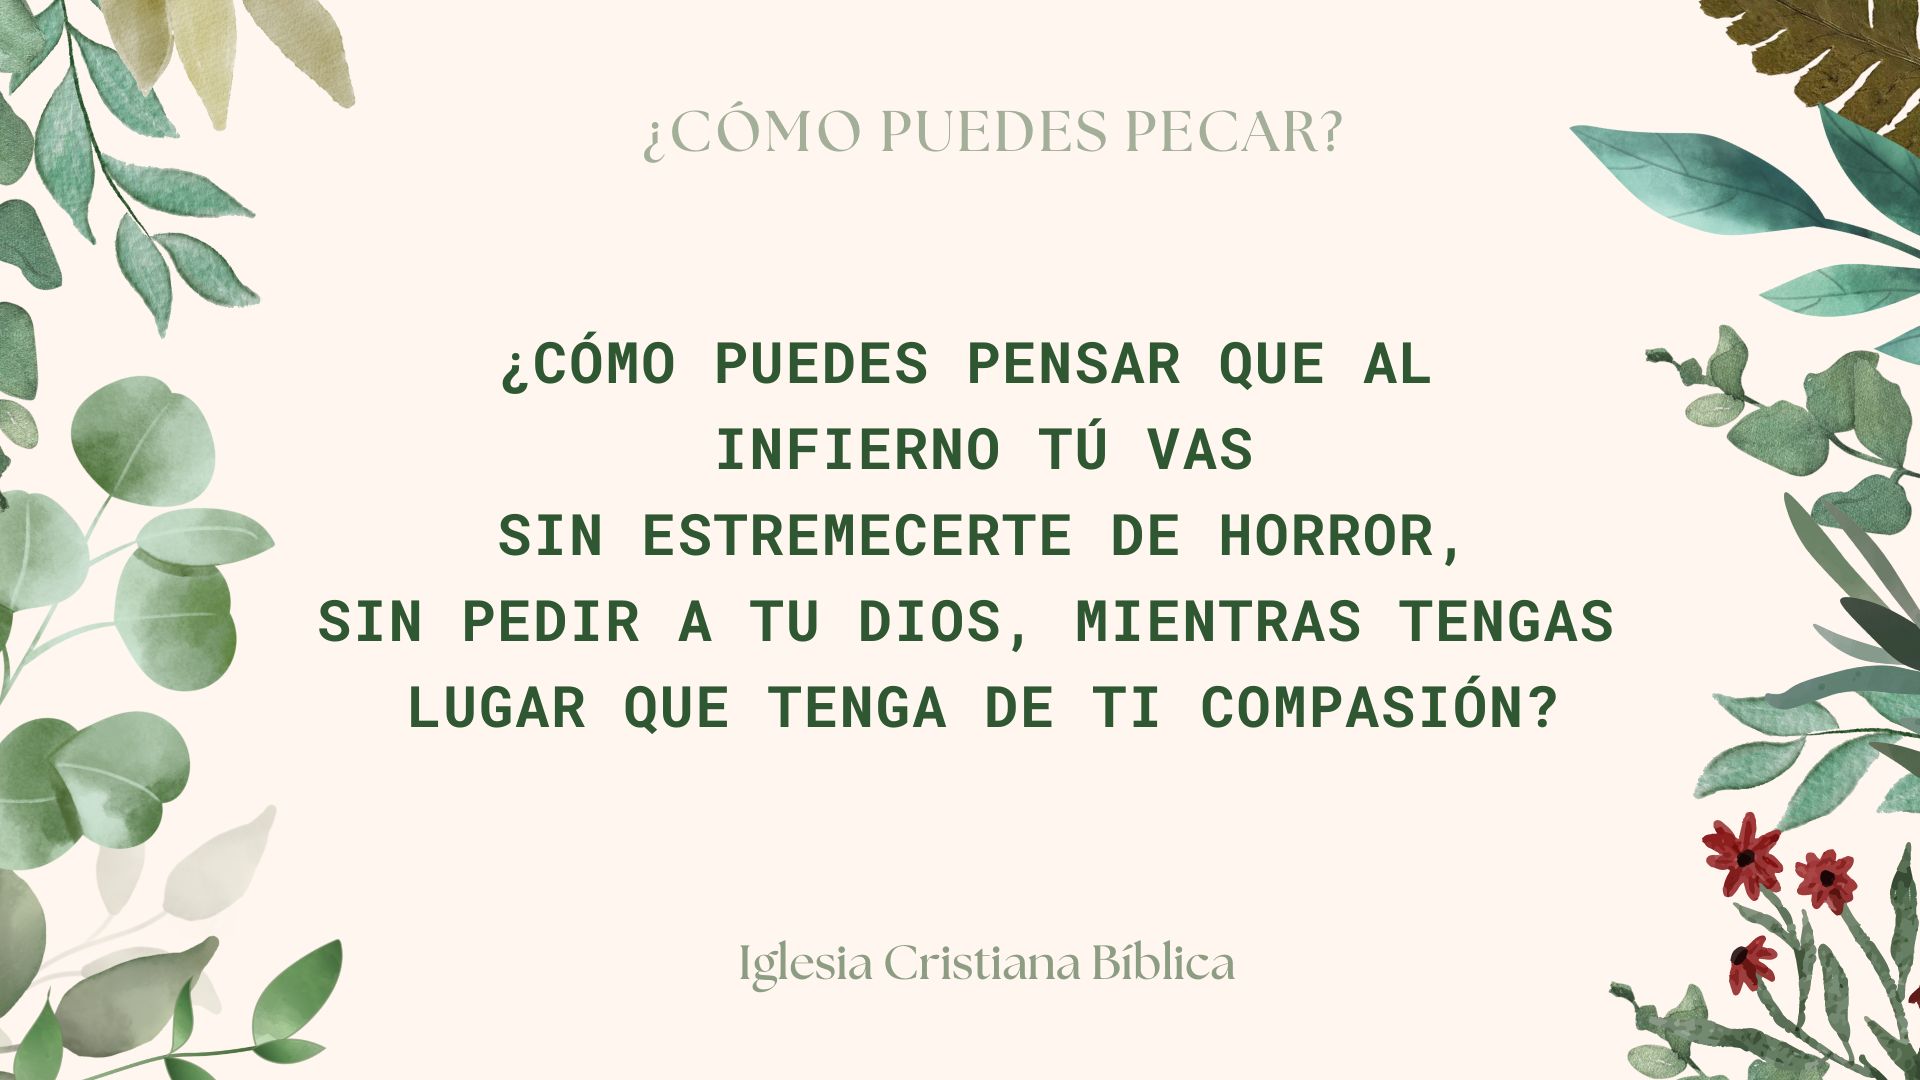 ¿CÓMO PUEDES PECAR?
¿CÓMO PUEDES PENSAR QUE AL
INFIERNO TÚ VAS
SIN ESTREMECERTE DE HORROR,
SIN PEDIR A TU DIOS, MIENTRAS TENGAS
LUGAR QUE TENGA DE TI COMPASIÓN?
Iglesia Cristiana Bíblica